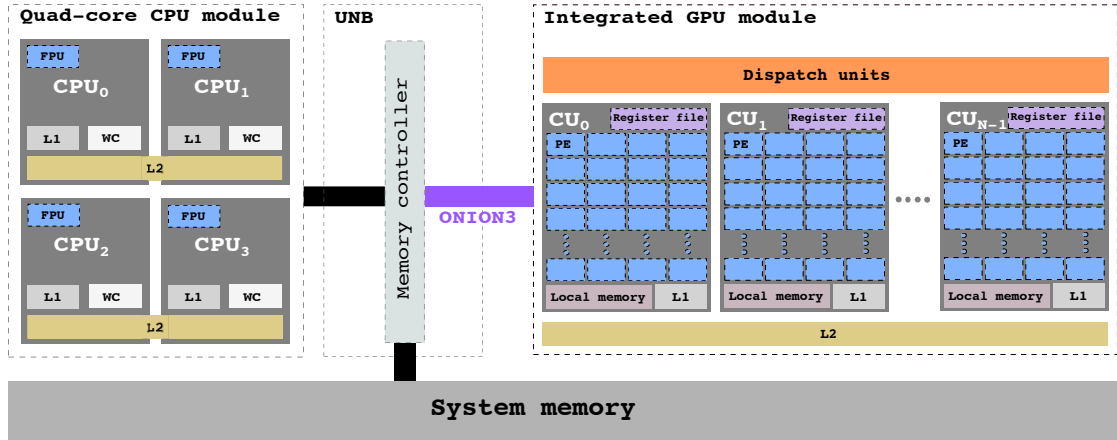 Quad-core CPU module
UNB
Integrated GPU module
FPU
CPU0
L1
WC
FPU
CPU1
L1
WC
L2
FPU
CPU2
L1
WC
FPU
CPU3
L1
WC
L2
Memory controller
ONION3
Dispatch units
CU0
Register file
PE
Local memory
L1
CU1
Register file
PE
Local memory
L1
CUN-1
Register file
PE
Local memory
L1
L2
System memory